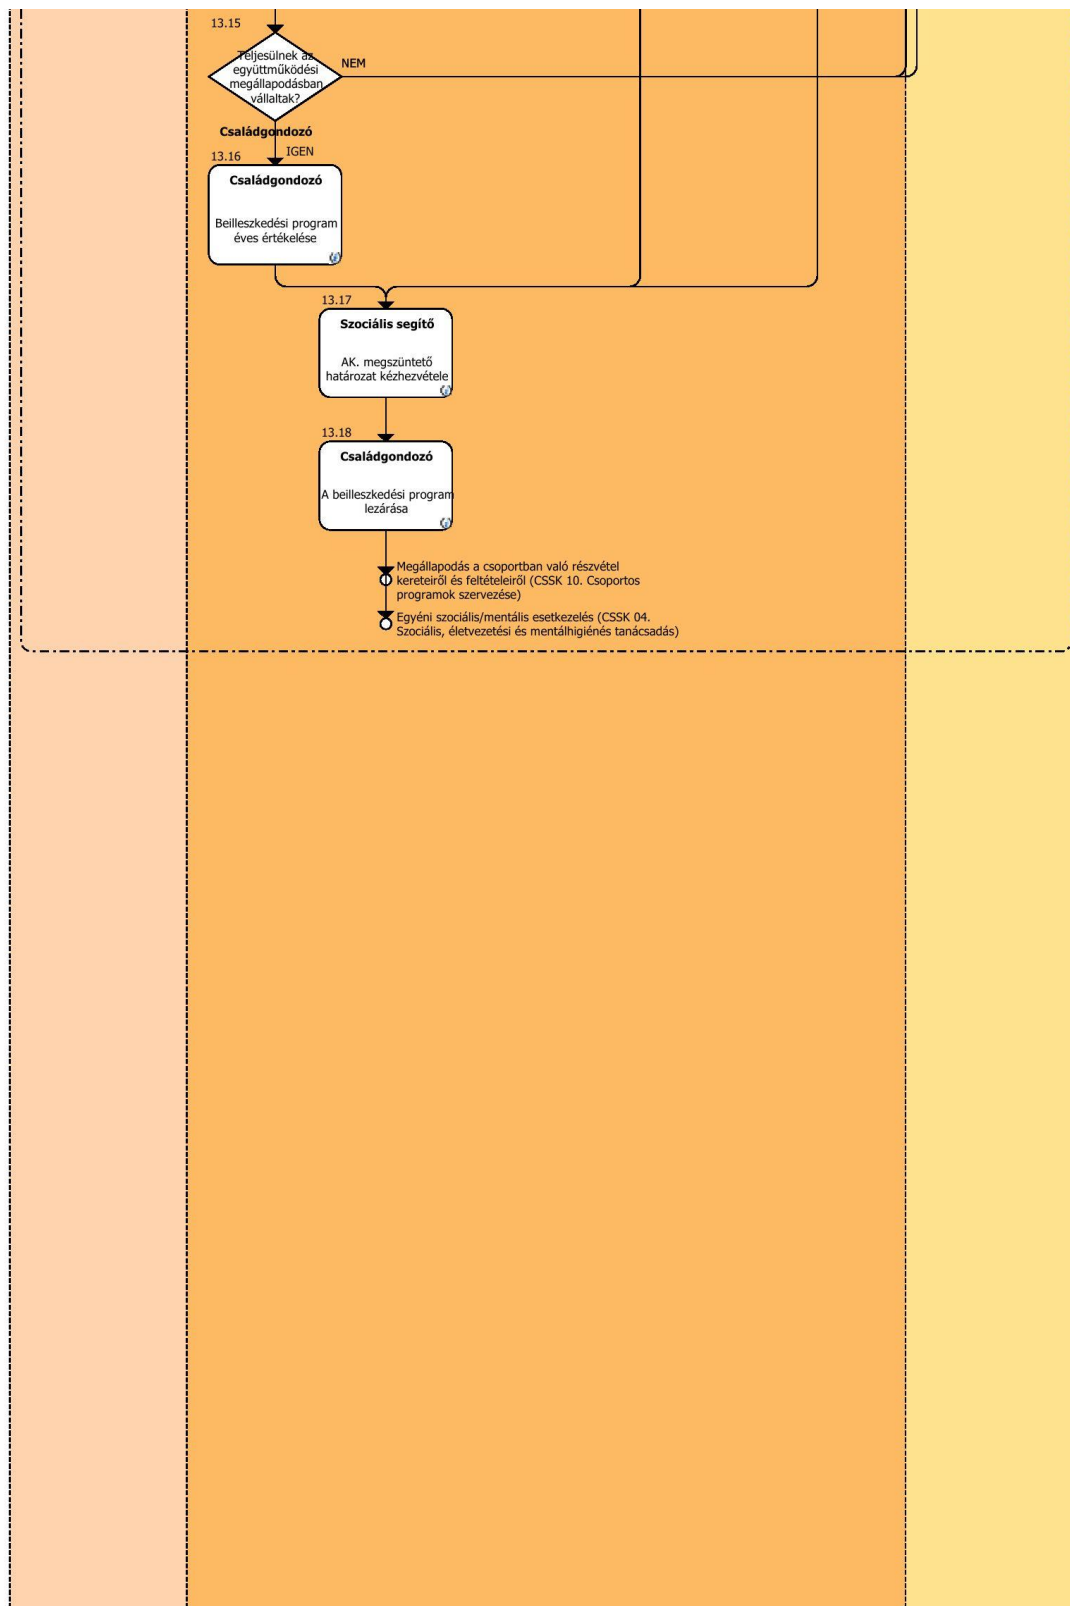 13.15
Teljesülnek az
együttműködési
megállapodásban
vállaltak?
NEM
Családgondozó
IGEN
13.16
Családgondozó
Beilleszkedési program
éves értékelése
13.17
Szociális segítő
AK. megszüntető
határozat kézhezvétele
13.18
Családgondozó
A beilleszkedési program
lezárása
Megállapodás a csoportban való részvétel
kereteiről és feltételeiről (CSSK 10. Csoportos
programok szervezése)
Egyéni szociális/mentális esetkezelés (CSSK 04.
Szociális, életvezetési és mentálhigiénés tanácsadás)